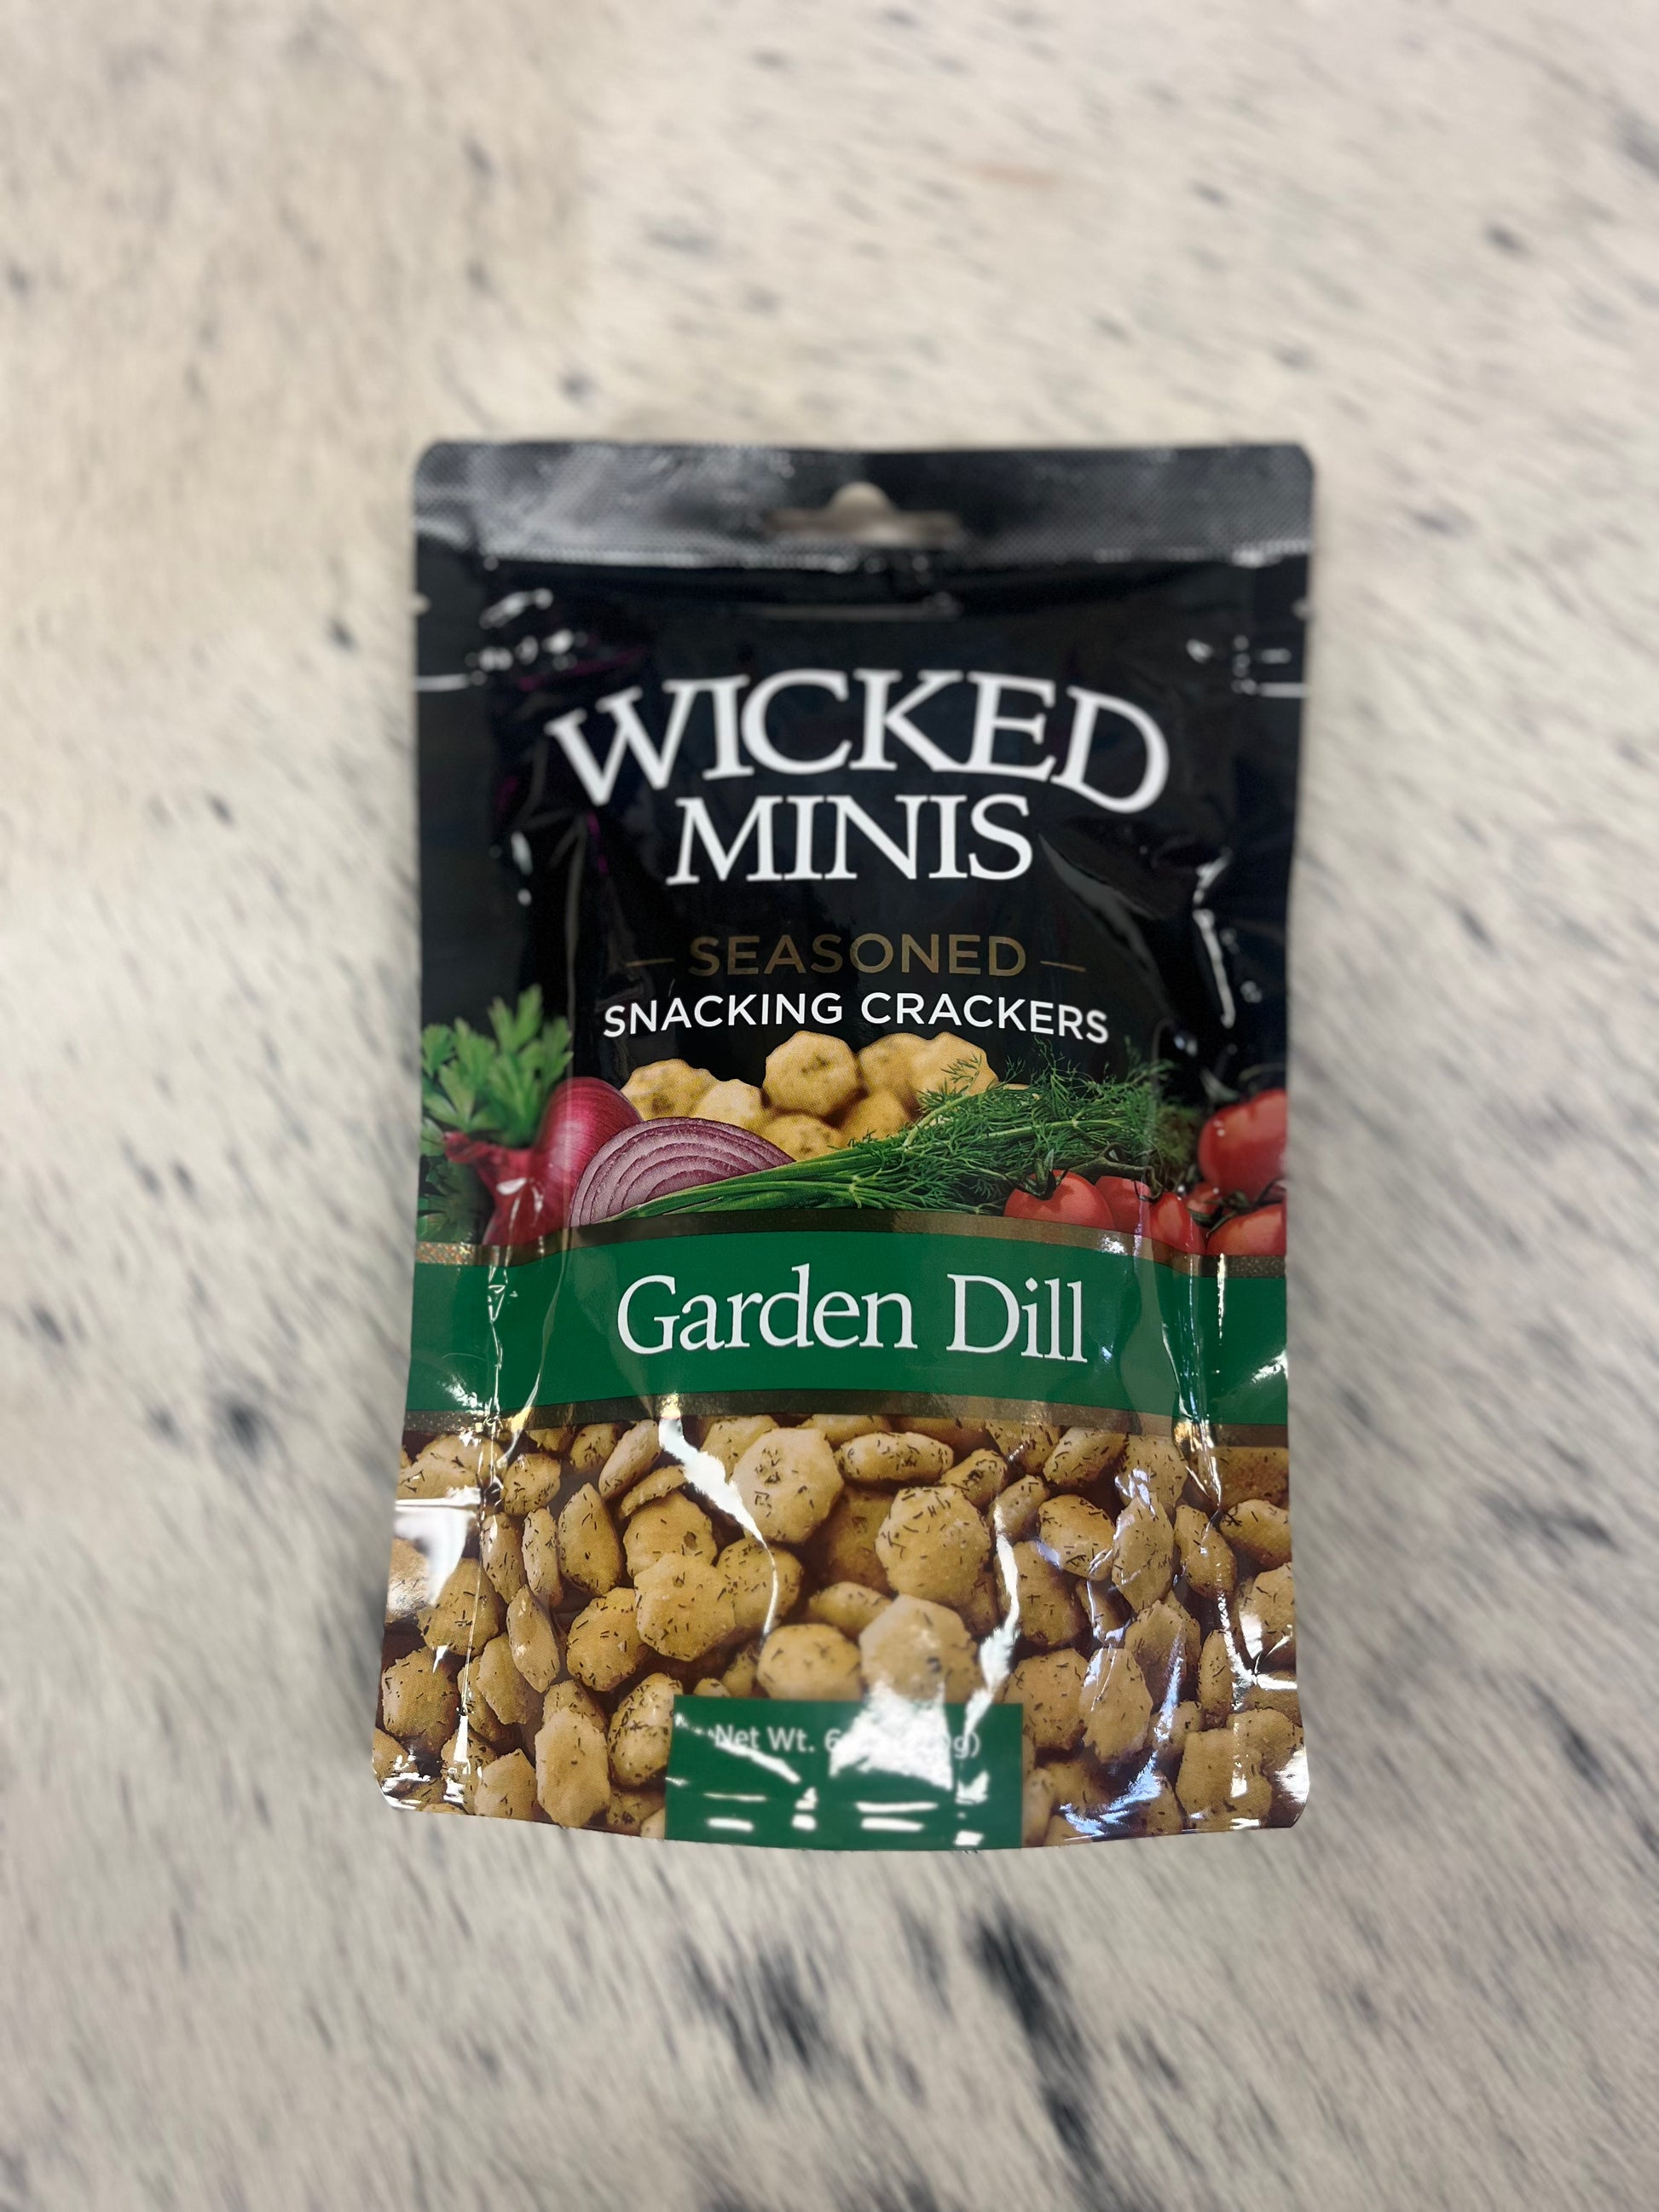 WICKED
MINIS
SEASONED
SNACKING CRACKERS
Garden Dill
Net Wt.